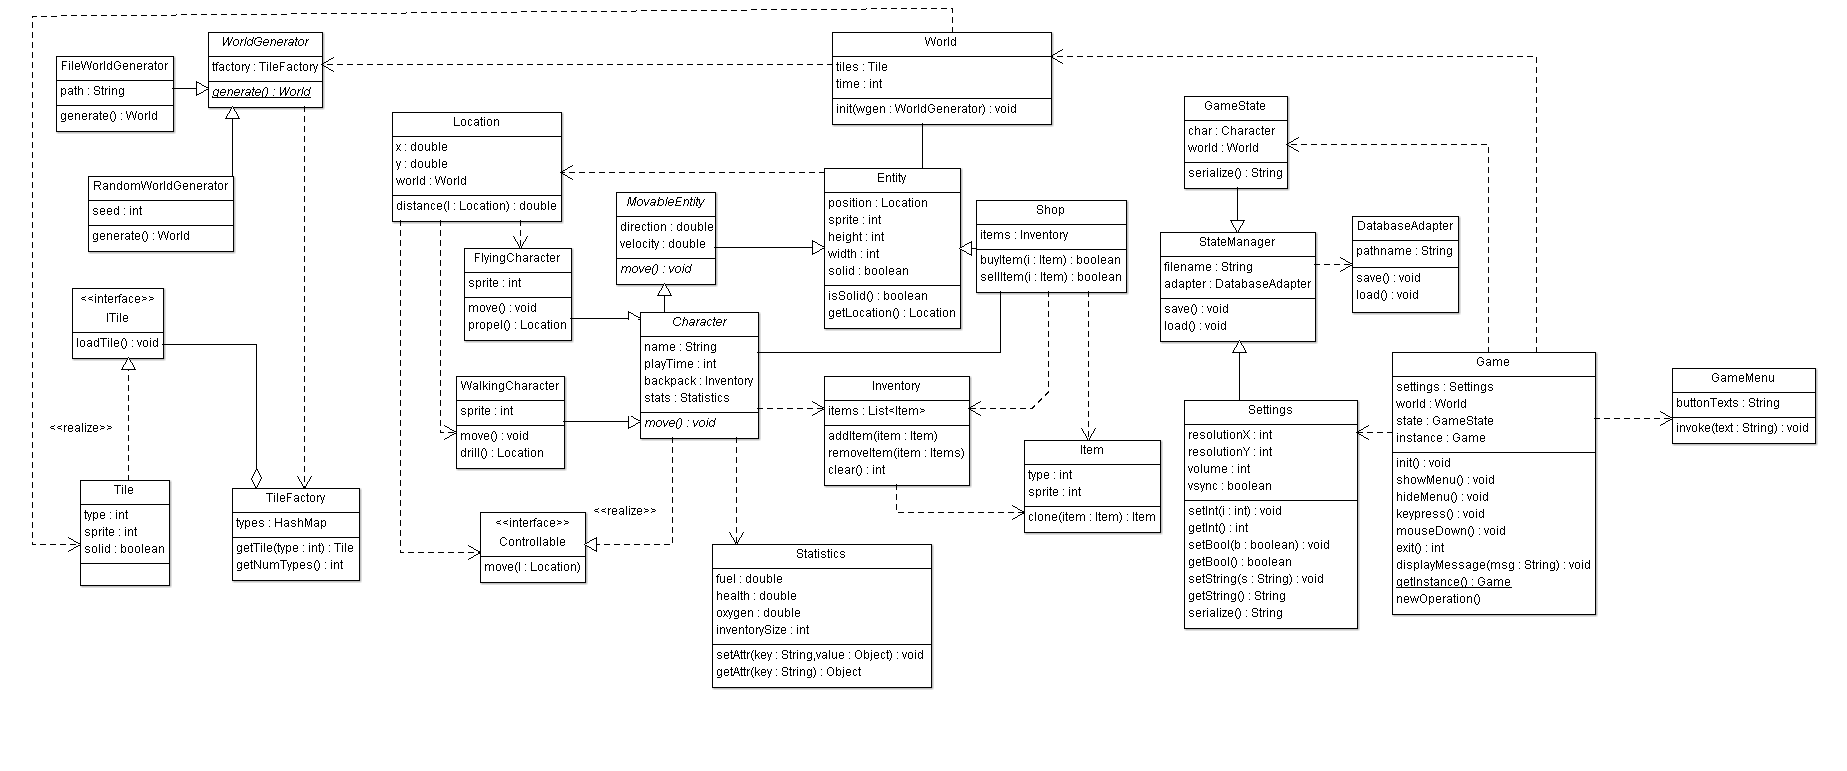 WorldGenerator
tfactory : TileFactory
generate() : World
FileWorldGenerator
path : String
generate() : World
RandomWorldGenerator
seed : int
generate() : World
<<interface>>
ITile
loadTile() : void
<<realize>>
Tile
type : int
sprite : int
solid : boolean
TileFactory
types : HashMap
getTile(type : int) : Tile
getNumTypes() : int
Location
x : double
y : double
world : World
distance(l : Location) : double
FlyingCharacter
sprite : int
move() : void
propel() : Location
WalkingCharacter
sprite : int
move() : void
drill() : Location
<<interface>>
Controllable
move(l : Location)
<<realize>>
MovableEntity
direction : double
velocity : double
move() : void
Character
name : String
playTime : int
backpack : Inventory
stats : Statistics
move() : void
Statistics
fuel : double
health : double
oxygen : double
inventorySize : int
setAttr(key : String,value : Object) : void
getAttr(key : String) : Object
World
tiles : Tile
time : int
init(wgen : WorldGenerator) : void
Entity
position : Location
sprite : int
height : int
width : int
solid : boolean
isSolid() : boolean
getLocation() : Location
Shop
items : Inventory
buyItem(i : Item) : boolean
sellItem(i : Item) : boolean
Inventory
items : List<Item>
addItem(item : Item)
removeItem(item : Items)
clear() : int
Item
type : int
sprite : int
clone(item : Item) : Item
GameState
char : Character
world : World
serialize() : String
StateManager
filename : String
adapter : DatabaseAdapter
save() : void
load() : void
DatabaseAdapter
pathname : String
save() : void
load() : void
Settings
resolutionX : int
resolutionY : int
volume : int
vsync : boolean
setInt(i : int) : void
getInt() : int
setBool(b : boolean) : void
getBool() : boolean
setString(s : String) : void
getString() : String
serialize() : String
Game
settings : Settings
world : World
state : GameState
instance : Game
init() : void
showMenu() : void
hideMenu() : void
keypress() : void
mouseDown() : void
exit() : int
displayMessage(msg : String) : void
getInstance() : Game
newOperation()
GameMenu
buttonTexts : String
invoke(text : String) : void